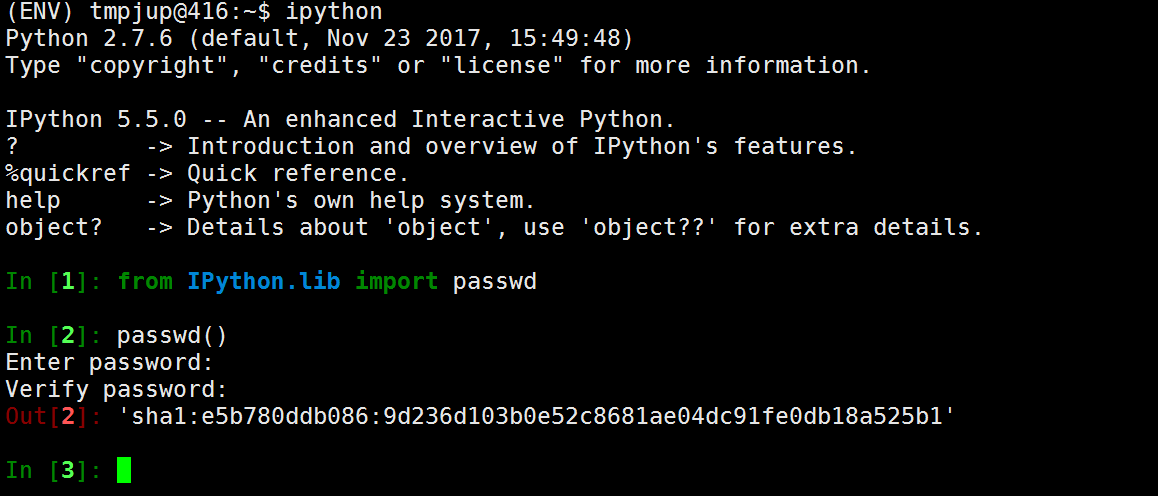 (ENV) tmpjup@416:~$ ipython
Python 2.7.6 (default, Nov 23 2017, 15:49:48)
Type "copyright", "credits" or "license" for more information.
IPython 5.5.0 -- An enhanced Interactive Python.
?         -> Introduction and overview of IPython's features.
%quickref -> Quick reference.
help      -> Python's own help system.
object?   -> Details about 'object', use 'object??' for extra details.
In [1]: from IPython.lib import passwd
In [2]: passwd()
Enter password:
Verify password:
Out[2]: 'sha1:e5b780ddb086:9d236d103b0e52c8681ae04dc91fe0db18a525b1'
In [3]: